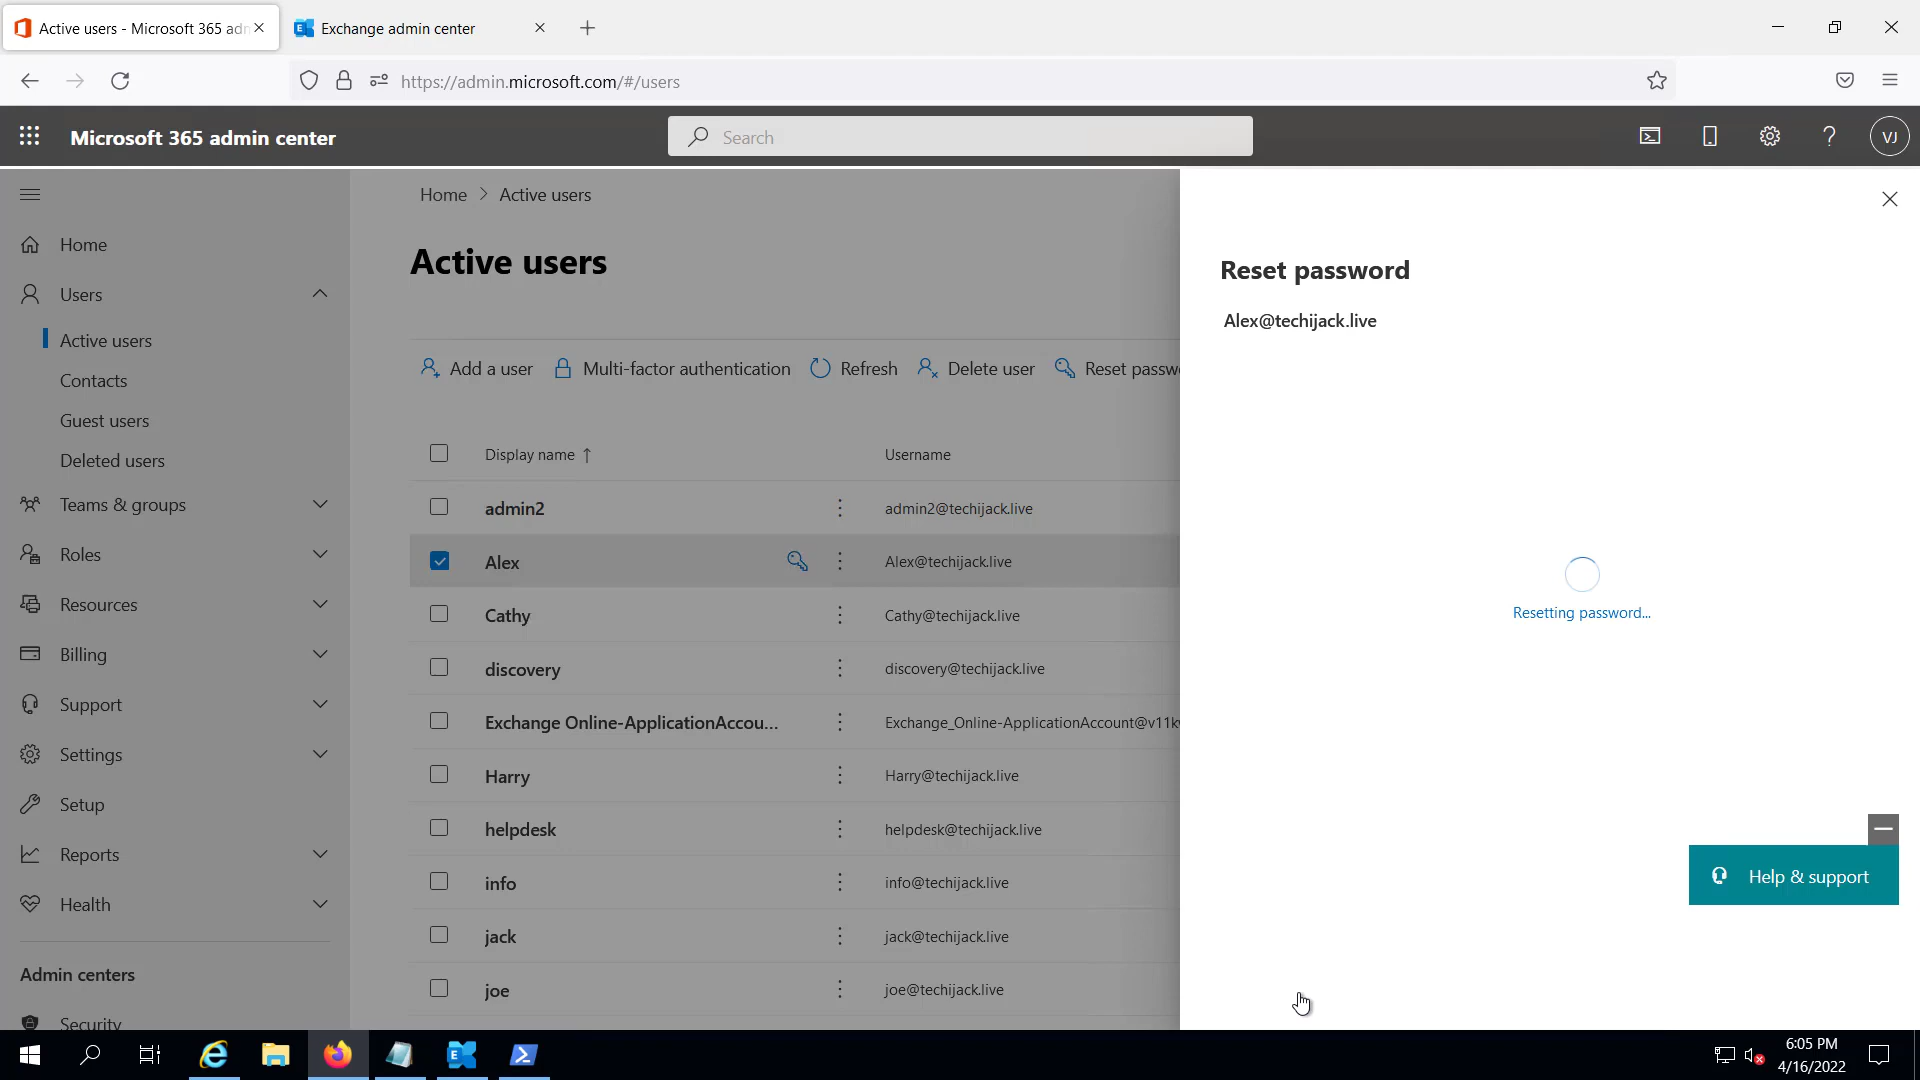 Active users - Microsoft 365 adm
Exchange admin center
https://admin.microsoft.com/#/users
Microsoft 365 admin center
Search
VJ
Home
Users
Active users
Contacts
Guest users
Deleted users
Teams & groups
Roles
Resources
Billing
Support
Settings
Setup
Reports
Health
Admin centers
Security
Home > Active users
Active users
Add a user
Multi-factor authentication
Refresh
Delete user
Reset passw
Display name ↑
Username
admin2
admin2@techijack.live
Alex
Alex@techijack.live
Cathy
Cathy@techijack.live
discovery
discovery@techijack.live
Exchange Online-ApplicationAccou...
Exchange_Online-ApplicationAccount@v11k
Harry
Harry@techijack.live
helpdesk
helpdesk@techijack.live
info
info@techijack.live
jack
jack@techijack.live
joe
joe@techijack.live
Reset password
Alex@techijack.live
Resetting password...
Help & support
6:05 PM
4/16/2022